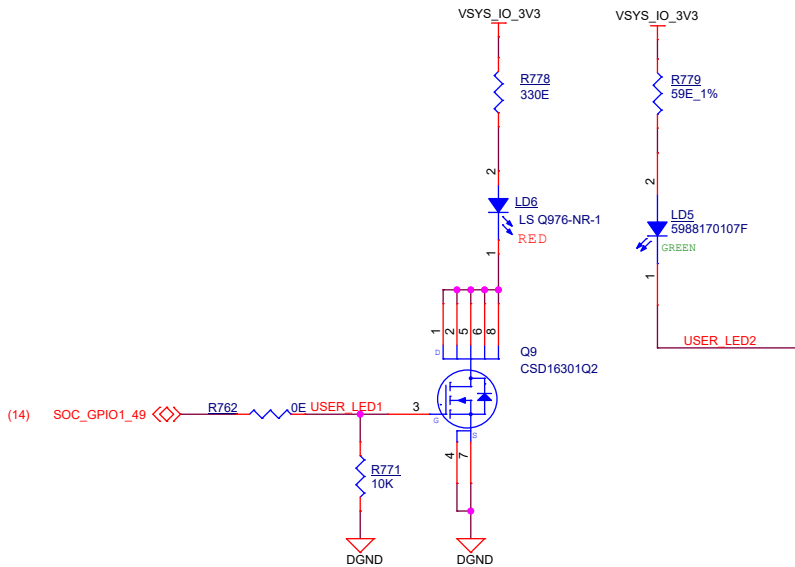 VSYS_IO_3V3
VSYS_IO_3V3
R778
330E
R779
59E_1%
2
2
LD6
LS Q976-NR-1
RED
LD5
5988170107F
GREEN
1
1
USER_LED2
1
2
5
6
8
D
Q9
CSD16301Q2
(14)
SOC_GPIO1_49
R762
0E
USER_LED1
3
G
S
4
7
R771
10K
DGND
DGND